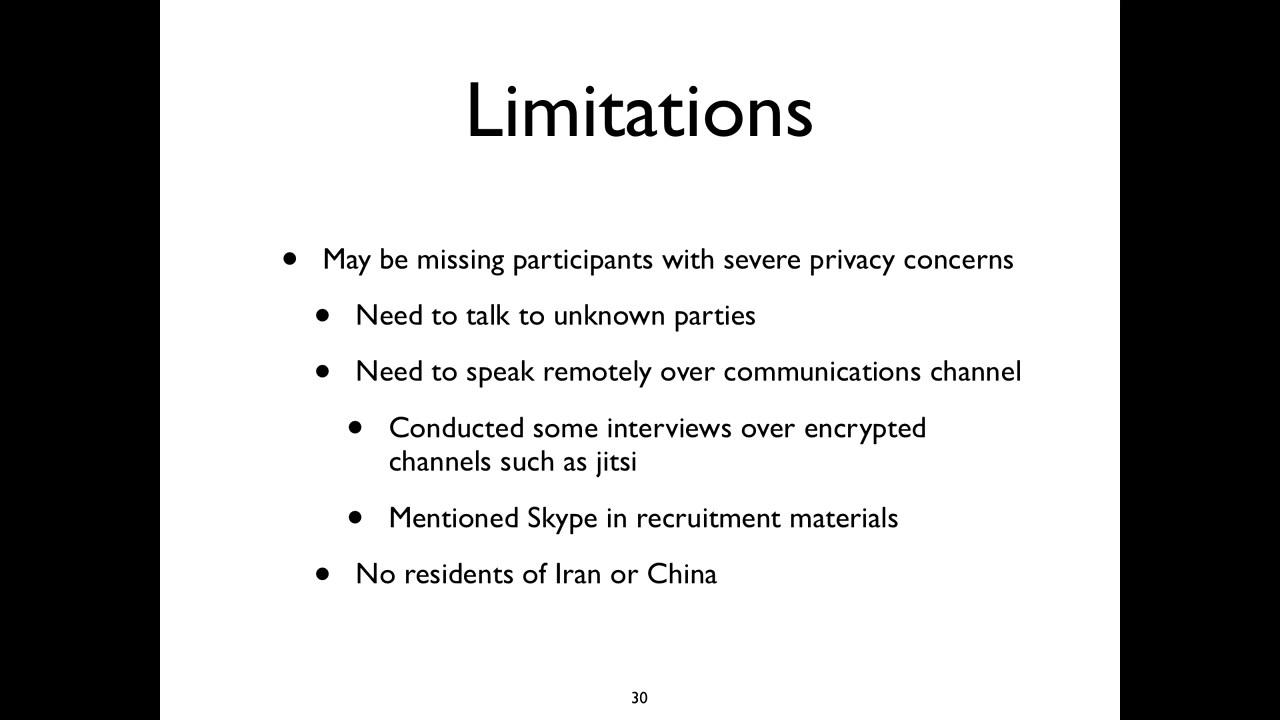 Limitations
• May be missing participants with severe privacy concerns
• Need to talk to unknown parties
• Need to speak remotely over communications channel
• Conducted some interviews over encrypted
channels such as jitsi
• Mentioned Skype in recruitment materials
• No residents of Iran or China
30